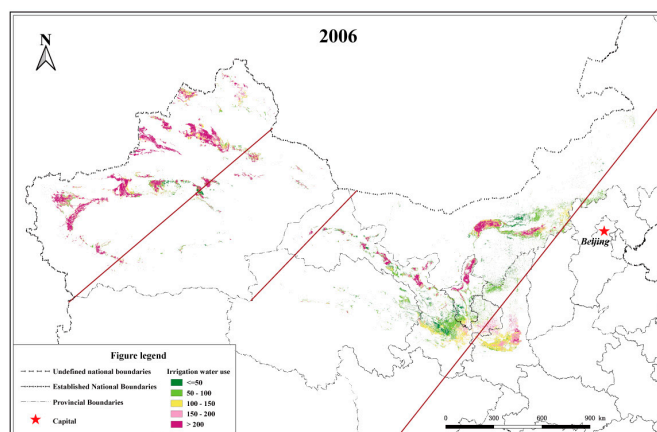 2006
N
Beijing
Figure legend
Undefined national boundaries
Established National Boundaries
Provincial Boundaries
Capital
Irrigation water use
<=50
50 - 100
100 - 150
150 - 200
> 200
0 300 600 900 km